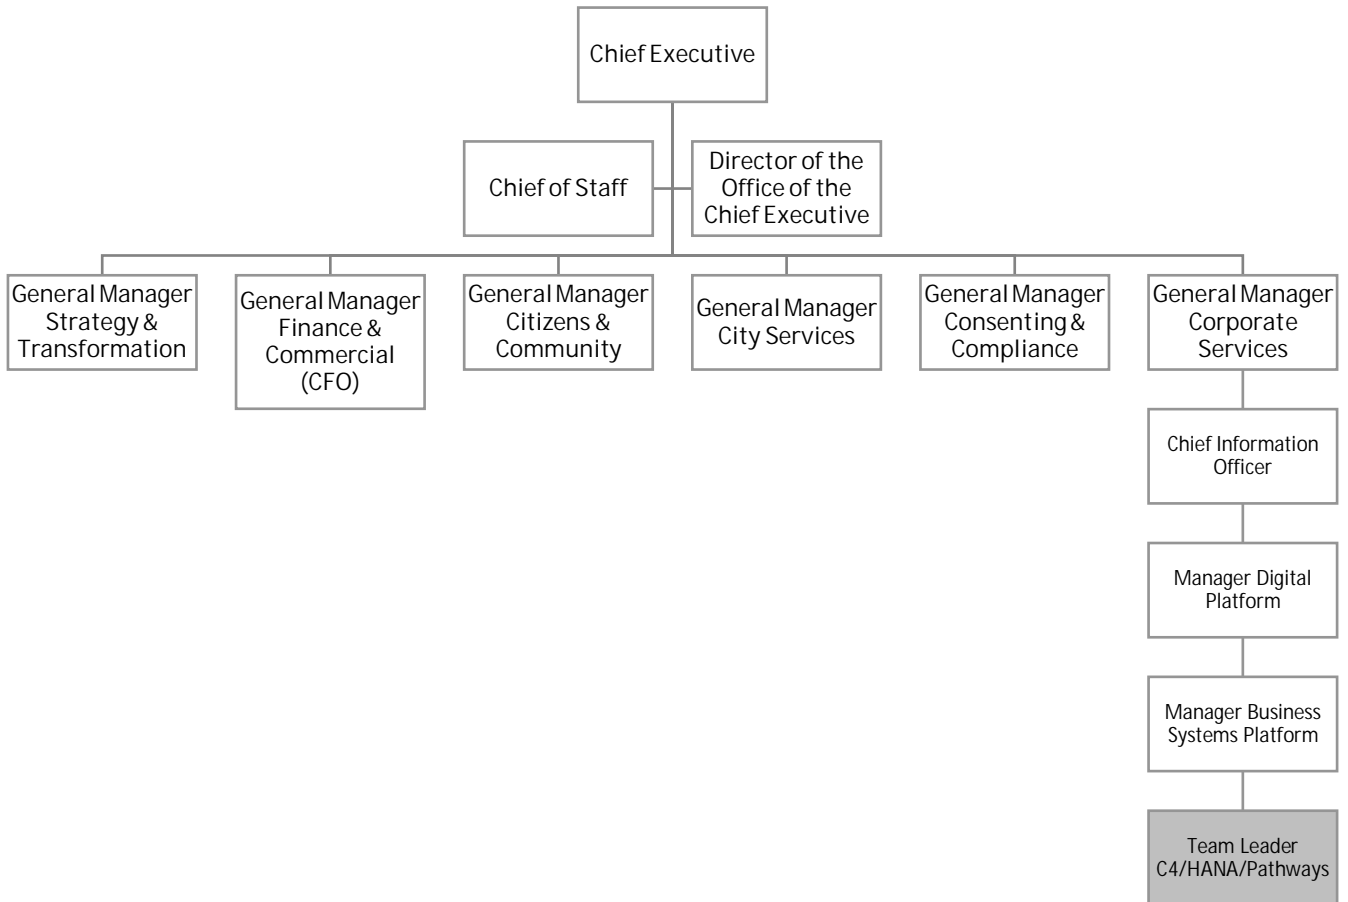 Chief Executive
Chief of Staff
Director of the
Office of the
Chief Executive
General Manager
Strategy &
Transformation
General Manager
Finance &
Commercial
(CFO)
General Manager
Citizens &
Community
General Manager
City Services
General Manager
Consenting &
Compliance
General Manager
Corporate
Services
Chief Information
Officer
Manager Digital
Platform
Manager Business
Systems Platform
Team Leader
C4/HANA/Pathways